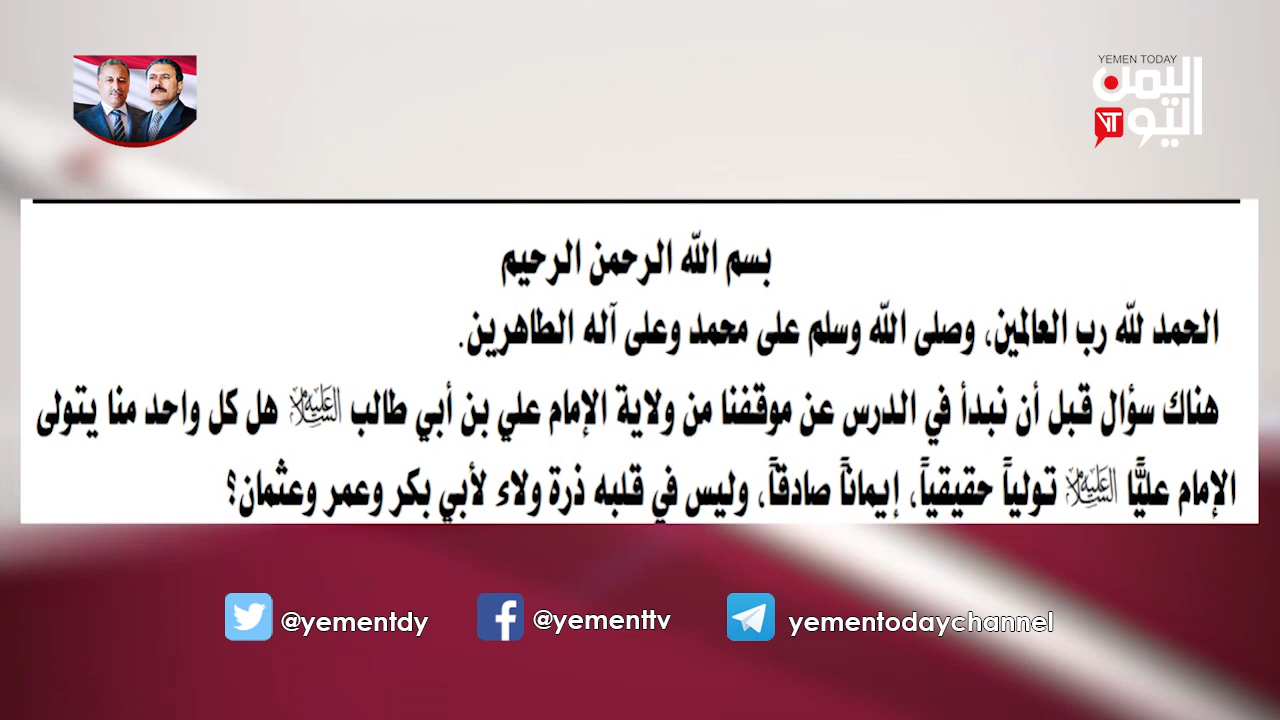 YEMEN TODAY
اليمن
اليوم
YT
بسم الله الرحمن الرحيم
الحمد لله رب العالمين، وصلى الله وسلم على محمد وعلى آله الطاهرين.
هناك سؤال قبل أن نبدأ في الدرس عن موقفنا من ولاية الإمام علي بن أبي طالب عليه السلام هل كل واحد منا يتولى
الإمام عليًّا عليه السلام تولياً حقيقياً، إيماناً صادقاً، وليس في قلبه ذرة ولاء لأبي بكر وعمر وعثمان؟
@yementdy
@yementtv
yementodaychannel